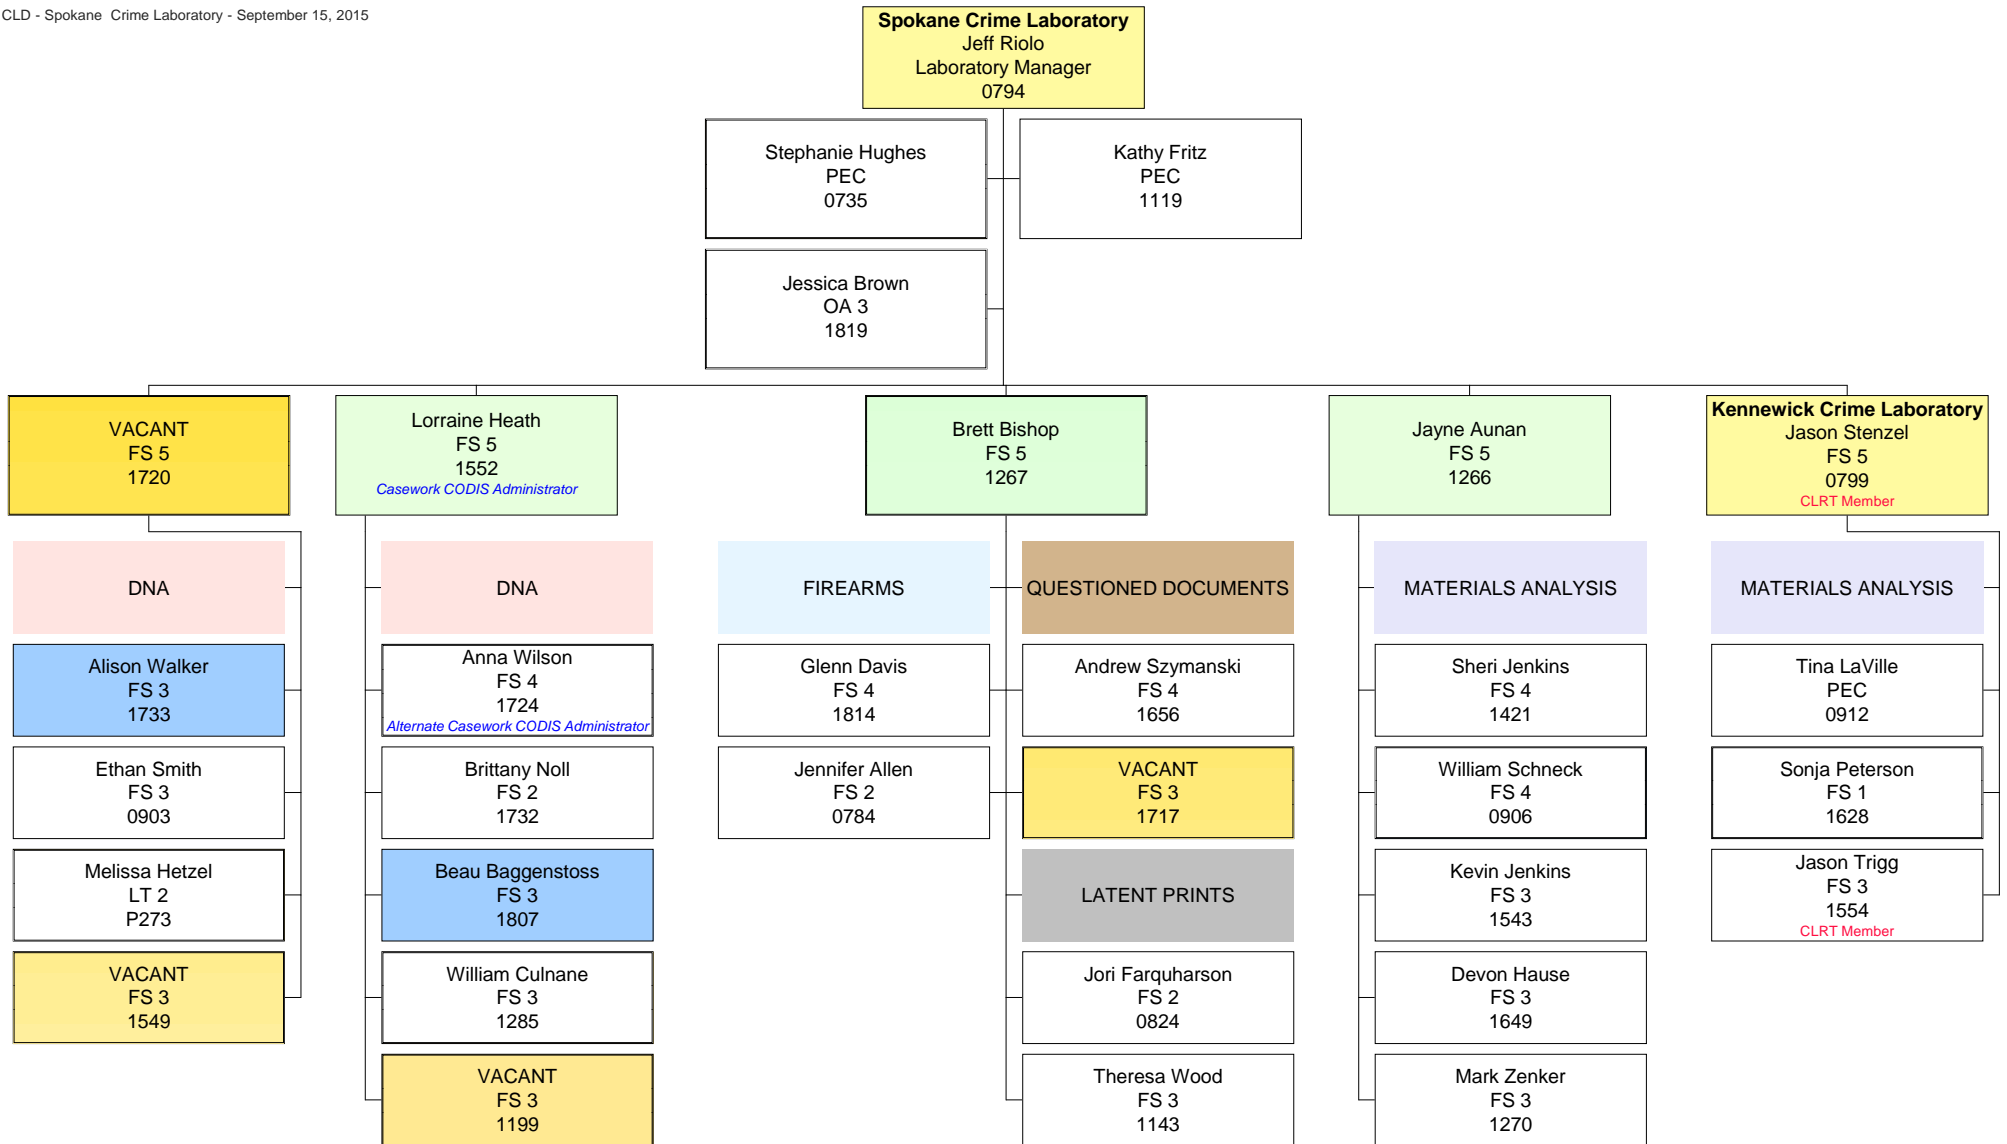 CLD - Spokane  Crime Laboratory - September 15, 2015
Spokane Crime Laboratory
Jeff Riolo
Laboratory Manager
0794
Stephanie Hughes
PEC
0735
Kathy Fritz
PEC
1119
Jessica Brown
OA 3
1819
VACANT
FS 5
1720
Lorraine Heath
FS 5
1552
Casework CODIS Administrator
Brett Bishop
FS 5
1267
Jayne Aunan
FS 5
1266
Kennewick Crime Laboratory
Jason Stenzel
FS 5
0799
CLRT Member
DNA
Alison Walker
FS 3
1733
Ethan Smith
FS 3
0903
Melissa Hetzel
LT 2
P273
VACANT
FS 3
1549
DNA
Anna Wilson
FS 4
1724
Alternate Casework CODIS Administrator
Brittany Noll
FS 2
1732
Beau Baggenstoss
FS 3
1807
William Culnane
FS 3
1285
VACANT
FS 3
1199
FIREARMS
Glenn Davis
FS 4
1814
Jennifer Allen
FS 2
0784
QUESTIONED DOCUMENTS
Andrew Szymanski
FS 4
1656
VACANT
FS 3
1717
LATENT PRINTS
Jori Farquharson
FS 2
0824
Theresa Wood
FS 3
1143
MATERIALS ANALYSIS
Sheri Jenkins
FS 4
1421
William Schneck
FS 4
0906
Kevin Jenkins
FS 3
1543
Devon Hause
FS 3
1649
Mark Zenker
FS 3
1270
MATERIALS ANALYSIS
Tina LaVille
PEC
0912
Sonja Peterson
FS 1
1628
Jason Trigg
FS 3
1554
CLRT Member